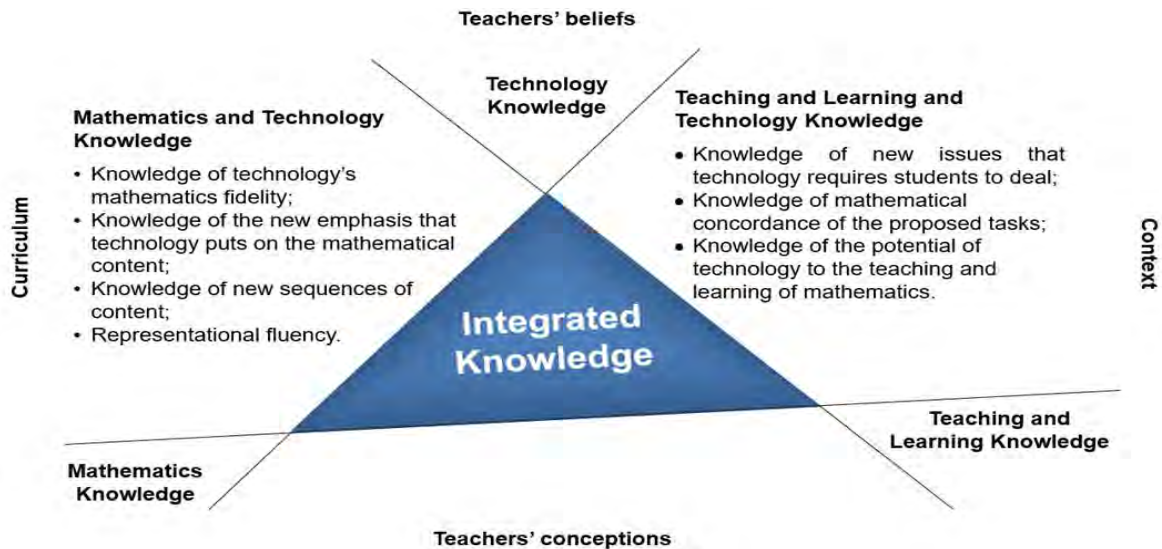 Teachers’ beliefs
Technology
Knowledge
Mathematics and Technology
Knowledge
• Knowledge of technology’s
mathematics fidelity;
• Knowledge of the new emphasis that
technology puts on the mathematical
content;
• Knowledge of new sequences of
content;
• Representational fluency.
Teaching and Learning and
Technology Knowledge
• Knowledge of new issues that
technology requires students to deal;
• Knowledge of mathematical
concordance of the proposed tasks;
• Knowledge of the potential of
technology to the teaching and
learning of mathematics.
Curriculum
Context
Integrated
Knowledge
Mathematics
Knowledge
Teaching and
Learning Knowledge
Teachers’ conceptions